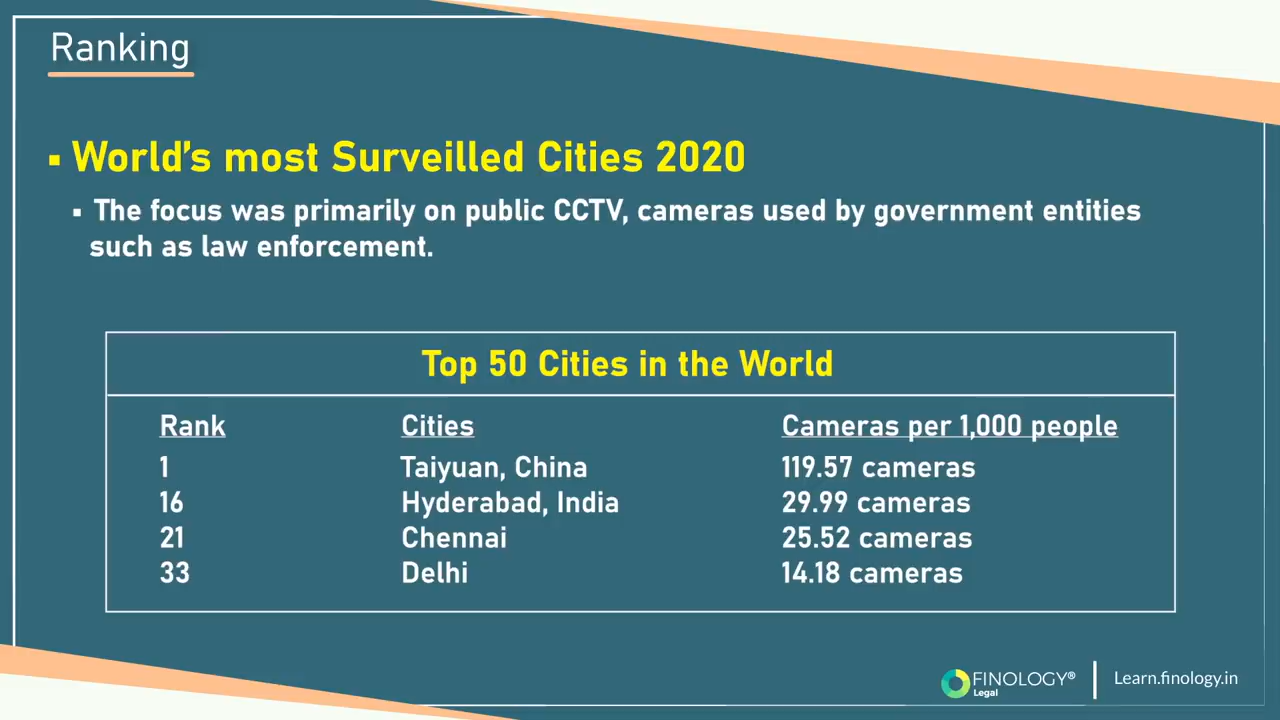 Ranking
▪ World's most Surveilled Cities 2020
▪ The focus was primarily on public CCTV, cameras used by government entities
such as law enforcement.
Top 50 Cities in the World
Rank Cities Cameras per 1,000 people
1 Taiyuan, China 119.57 cameras
16 Hyderabad, India 29.99 cameras
21 Chennai 25.52 cameras
33 Delhi 14.18 cameras
FINOLOGY® Learn.finology.in
Legal